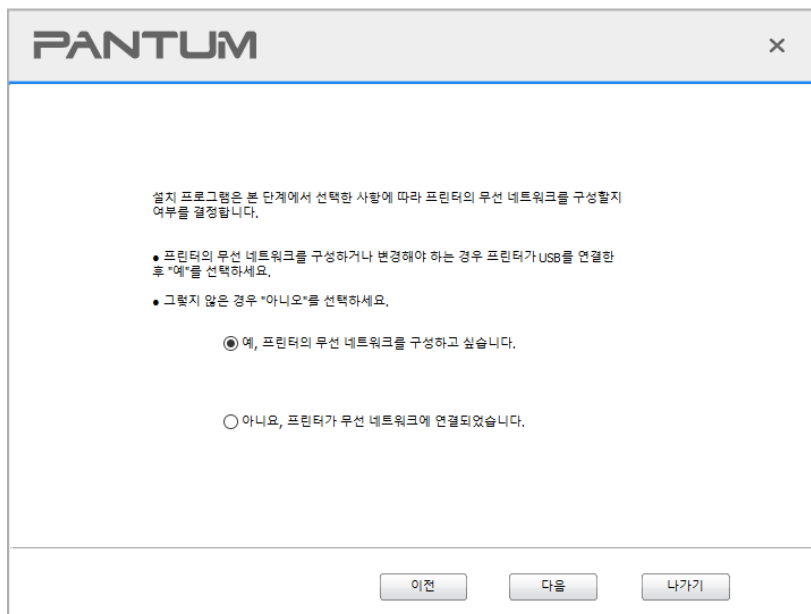 PANTUM
설치 프로그램은 본 단계에서 선택한 사항에 따라 프린터의 무선 네트워크를 구성할지
여부를 결정합니다.
● 프린터의 무선 네트워크를 구성하거나 변경해야 하는 경우 프린터가 USB를 연결한
후 "예"를 선택하세요.
● 그렇지 않은 경우 "아니오"를 선택하세요.
예, 프린터의 무선 네트워크를 구성하고 싶습니다.
아니요, 프린터가 무선 네트워크에 연결되었습니다.
이전 다음 나가기